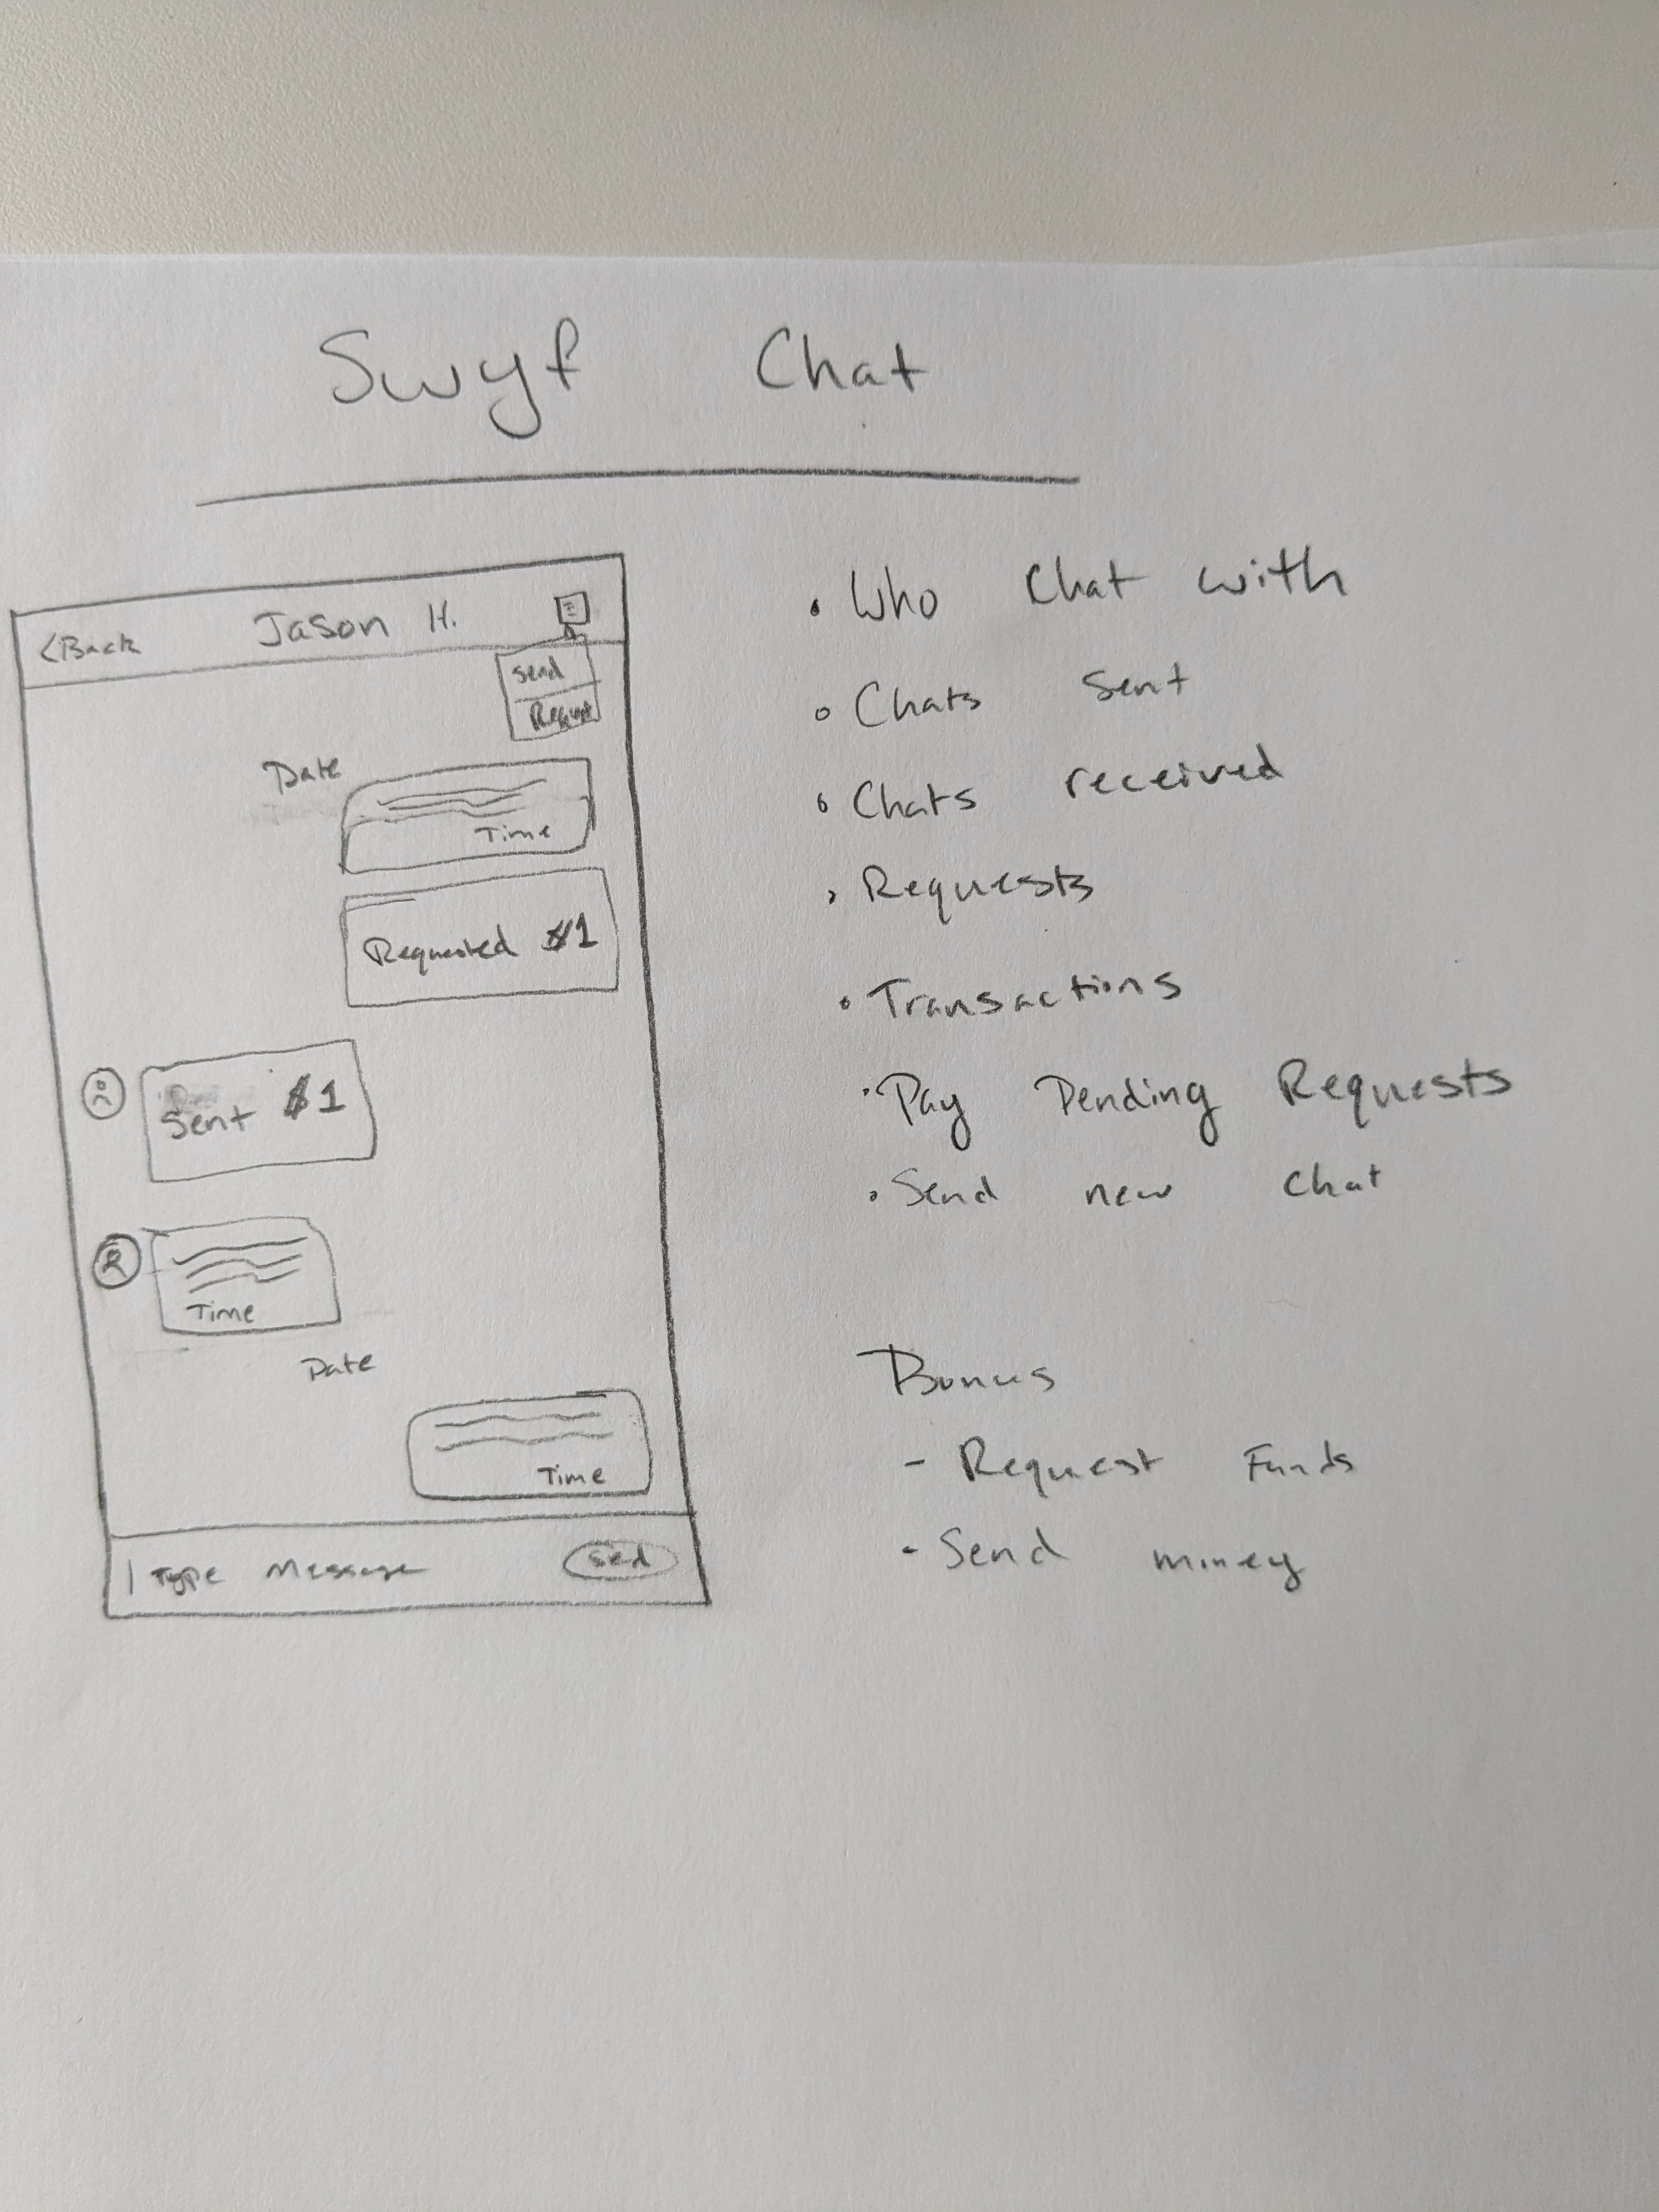 Swyf Chat
<Back Jason H.
Send
Request
Date
Time
Requested $1
Sent $1
Time
Date
Time
Type Message Send
• Who Chat with
• Chats Sent
• Chats received
• Requests
• Transactions
• Pay Pending Requests
• Send new chat
Bonus
- Request Funds
- Send money